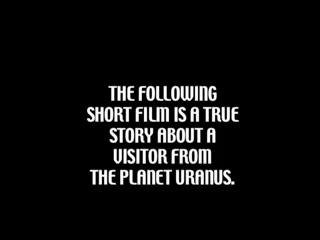 THE FOLLOWING
SHORT FILM IS A TRUE
STORY ABOUT A
VISITOR FROM
THE PLANET URANUS.